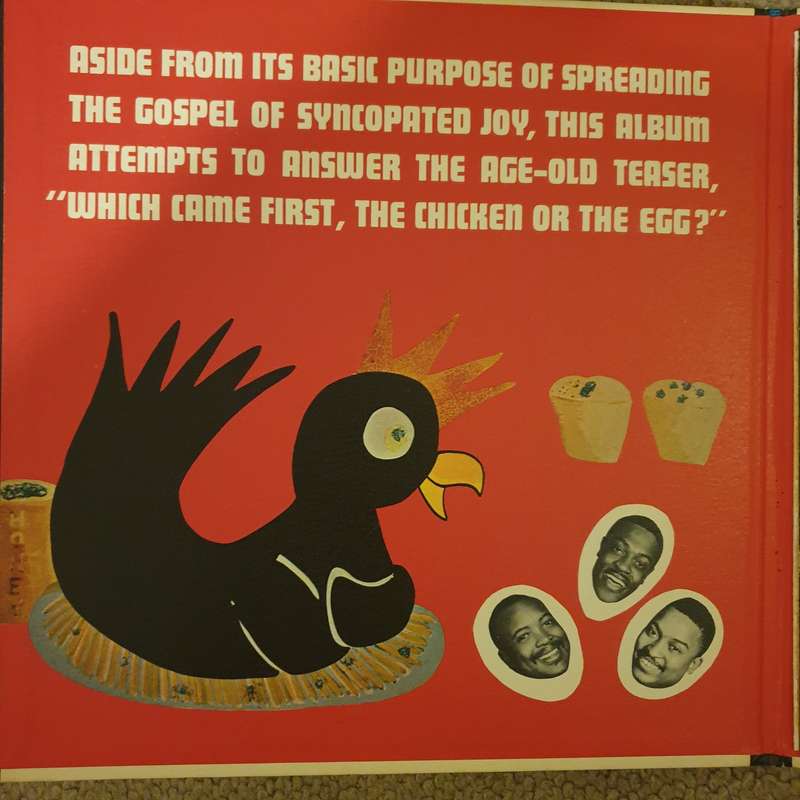 ASIDE FROM ITS BASIC PURPOSE OF SPREADING
THE GOSPEL OF SYNCOPATED JOY, THIS ALBUM
ATTEMPTS TO ANSWER THE AGE-OLD TEASER,
"WHICH CAME FIRST, THE CHICKEN OR THE EGG?"